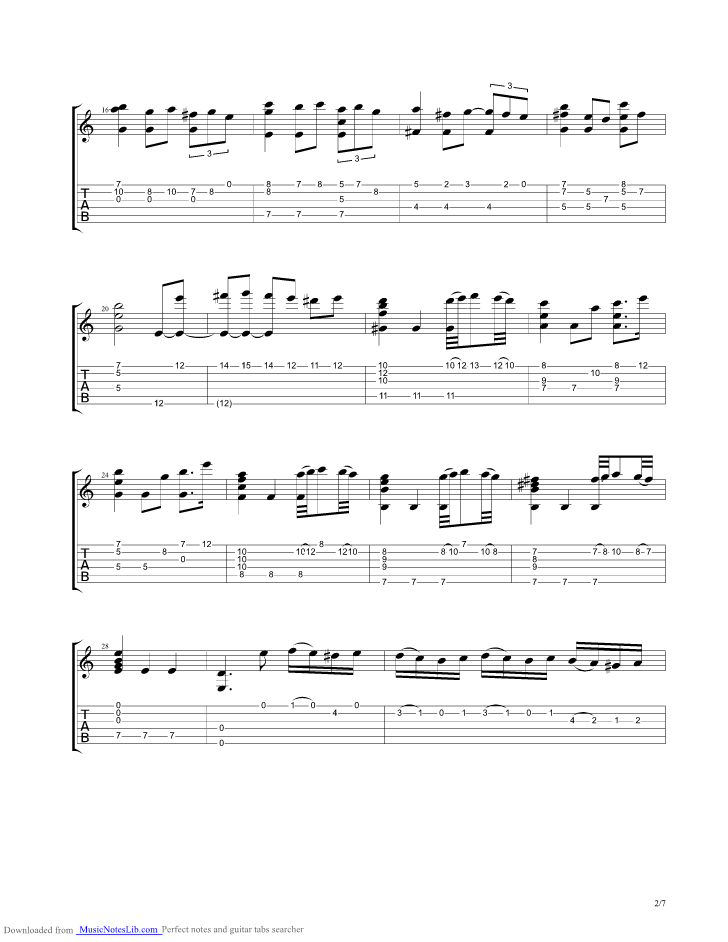 16 3 3 3
T 7 0 8 7 8 5 7 5 2 3 2 0 7 8
10 8 10 7 8 8 8 7 5 5 7
A 0 0 0 5 7
4 4 5 5 5
B 7 7 7
20
T 7 12 14 15 14 12 11 12 10 10 12 13 12 10 8 8 12
5 12 10
A 5 10 9 9
7 7 7
B 11 11 11
12 (12)
24
T 7 7 12 8 7
5 8 10 10 12 12 10 8 8 10 10 8 7 7 8 10 8 7
A 0 10 9 8
5 5 10 9 9
B 8 8 8
7 7 7 7 7 7
28
T 0 0 1 0 0
0 4 3 1 0 1 3 1 0 1
A 0 4 2 1 2
0
B 7 7 7
0
2/7
Downloaded from MusicNotesLib.com Perfect notes and guitar tabs searcher